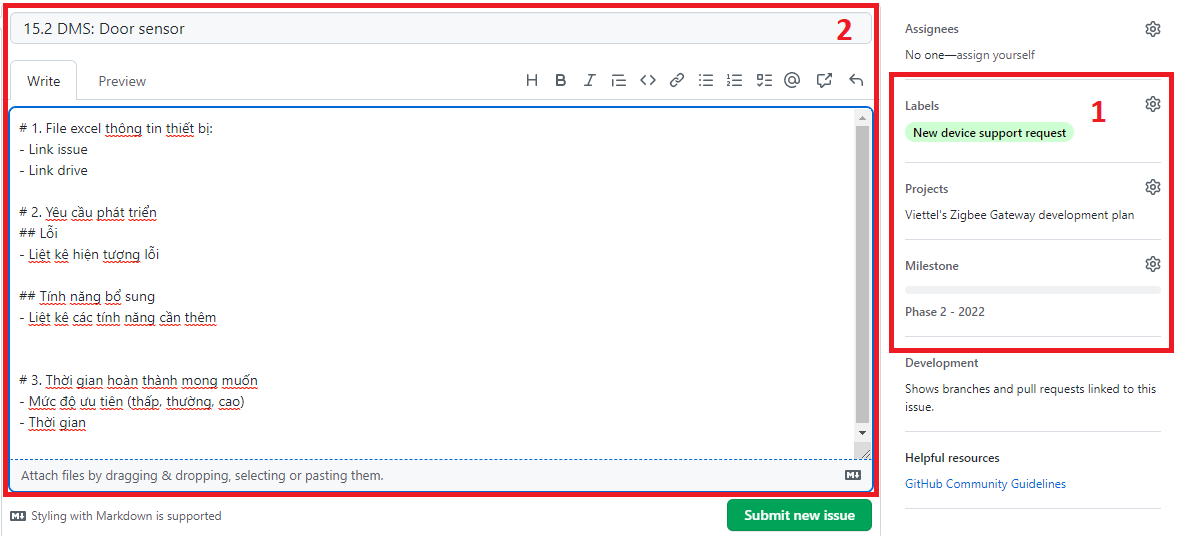 15.2 DMS: Door sensor
2
Write
Preview
# 1. File excel thông tin thiết bị:
- Link issue
- Link drive
# 2. Yêu cầu phát triển
## Lỗi
- Liệt kê hiện tượng lỗi
## Tính năng bổ sung
- Liệt kê các tính năng cần thêm
# 3. Thời gian hoàn thành mong muốn
- Mức độ ưu tiên (thấp, thường, cao)
- Thời gian
Attach files by dragging & dropping, selecting or pasting them.
Styling with Markdown is supported
Submit new issue
Assignees
No one—assign yourself
1
Labels
New device support request
Projects
Viettel's Zigbee Gateway development plan
Milestone
Phase 2 - 2022
Development
Shows branches and pull requests linked to this
issue.
Helpful resources
GitHub Community Guidelines